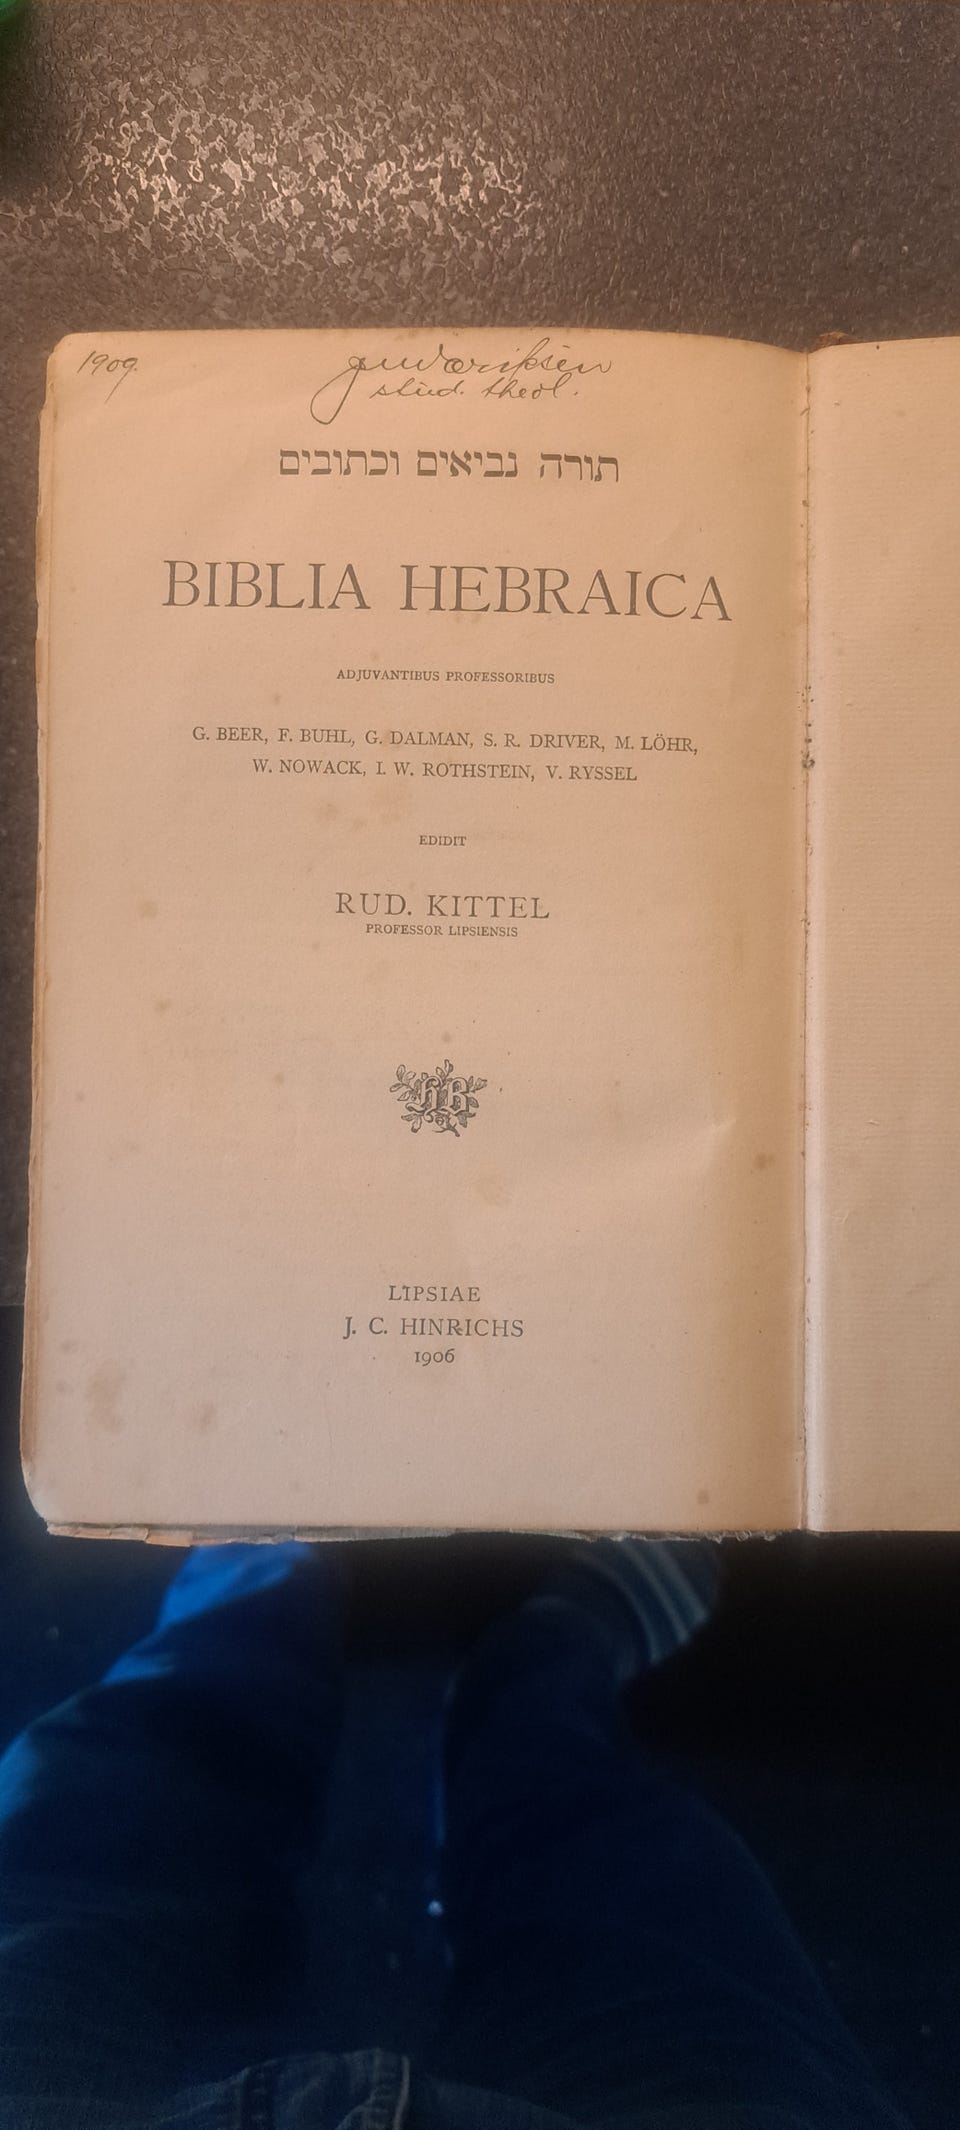 1909.
stud. theol.
תורה נביאים וכתובים
BIBLIA HEBRAICA
ADJUVANTIBUS PROFESSORIBUS
G. BEER, F. BUHL, G. DALMAN, S. R. DRIVER, M. LÖHR,
W. NOWACK, I. W. ROTHSTEIN, V. RYSSEL
EDIDIT
RUD. KITTEL
PROFESSOR LIPSIENSIS
HB
LIPSIAE
J. C. HINRICHS
1906